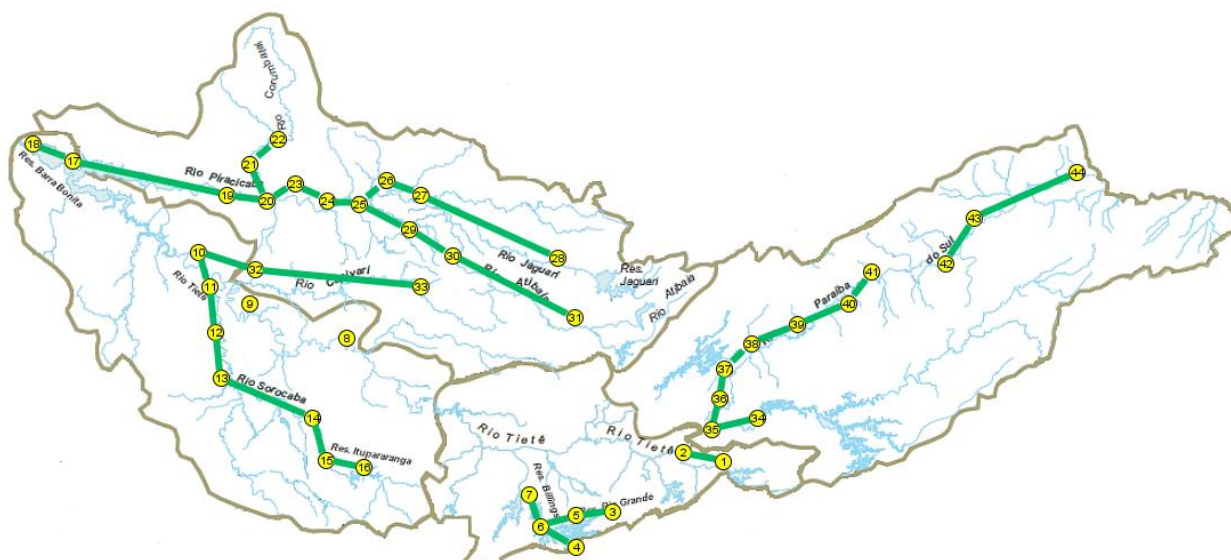 Rio Corumbataí
22
18
17
21
Res. Barra Bonita
Rio Piracicaba
19
20
23
24
25
26
27
44
43
29
30
28
Rio Jaguari
Res.
Jaguari
Rio Atibaia
31
Rio Atibaia
do Sul
42
41
Paraíba
40
39
38
37
36
34
35
10
32
Rio Capivari
33
11
Rio Tietê
9
12
8
13
Rio Sorocaba
14
15
Res. Itupararanga
16
Rio Tietê
Rio Tietê
2
1
7
Res. Billings
Res. Rio Grande
5
3
6
4